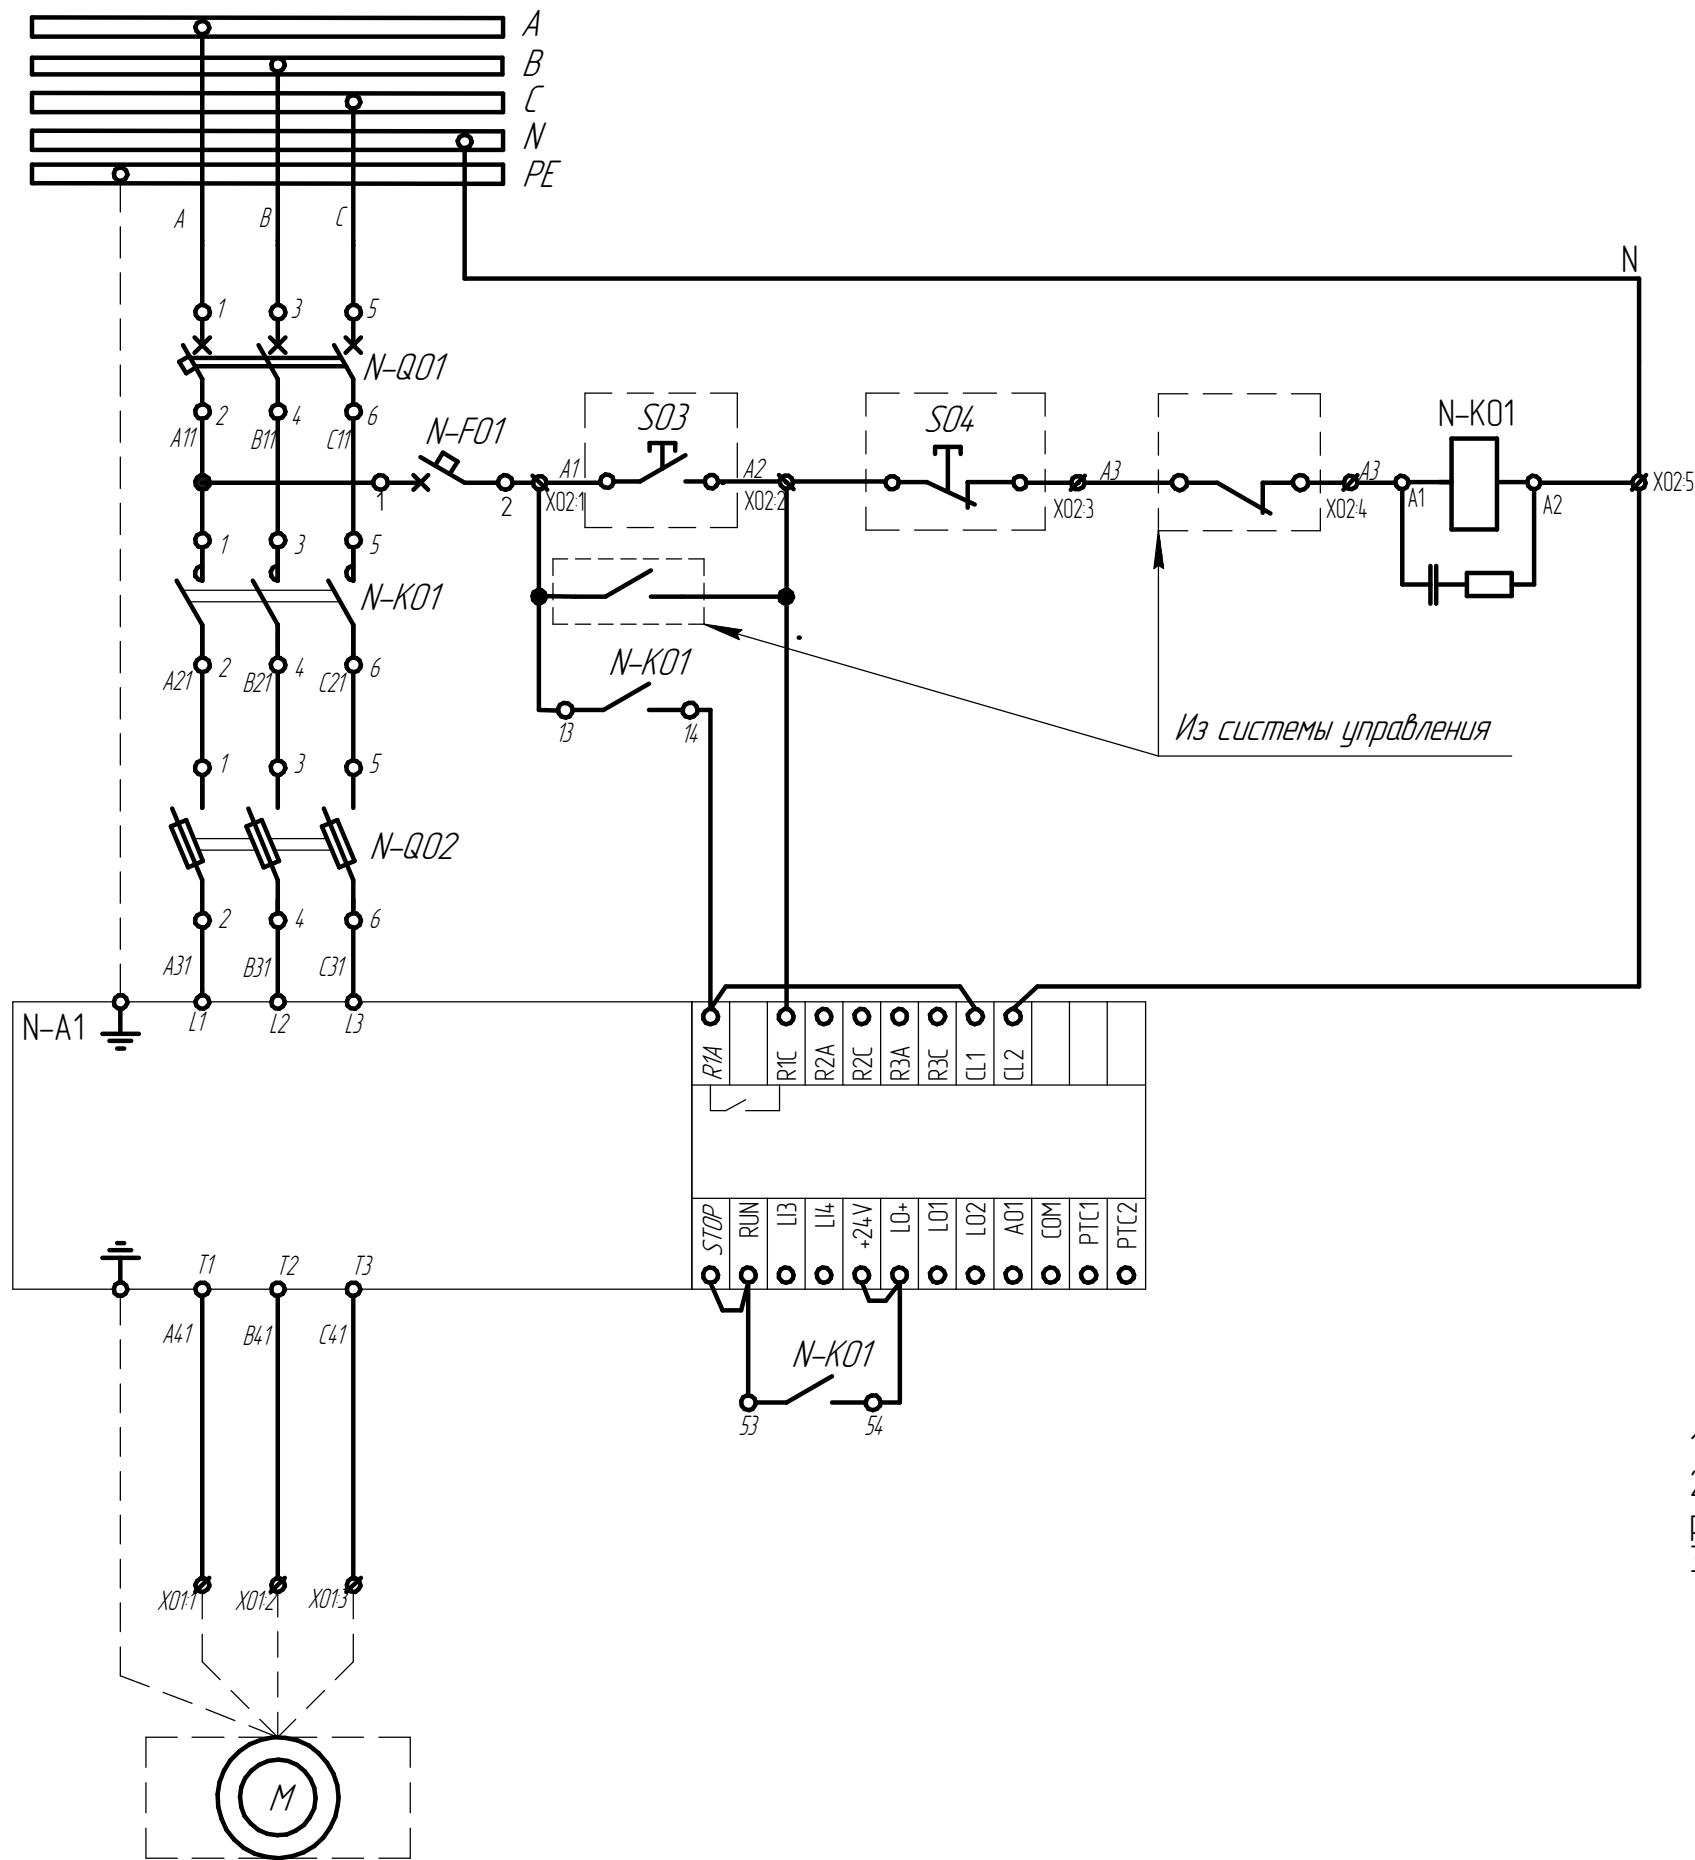 A
B
C
N
PE
A B C
N
1 3 5
N-Q01
2 4 6
A11 B11 C11
N-F01
S03
S04
N-K01
1
2
A1
X02:1
A2
X02:2
A3
X02:3
A3
X02:4
A1
A2
X02:5
1 3 5
N-K01
2 4 6
A21 B21 C21
N-K01
13 14
Из системы управления
1 3 5
N-Q02
2 4 6
A31 B31 C31
N-A1
L1 L2 L3
R1A R1C R2A R2C R3A R3C CL1 CL2
STOP RUN LI3 LI4 +24V LO+ LO1 LO2 AO1 COM PTC1 PTC2
T1 T2 T3
A41 B41 C41
N-K01
53 54
X01:1 X01:2 X01:3
M